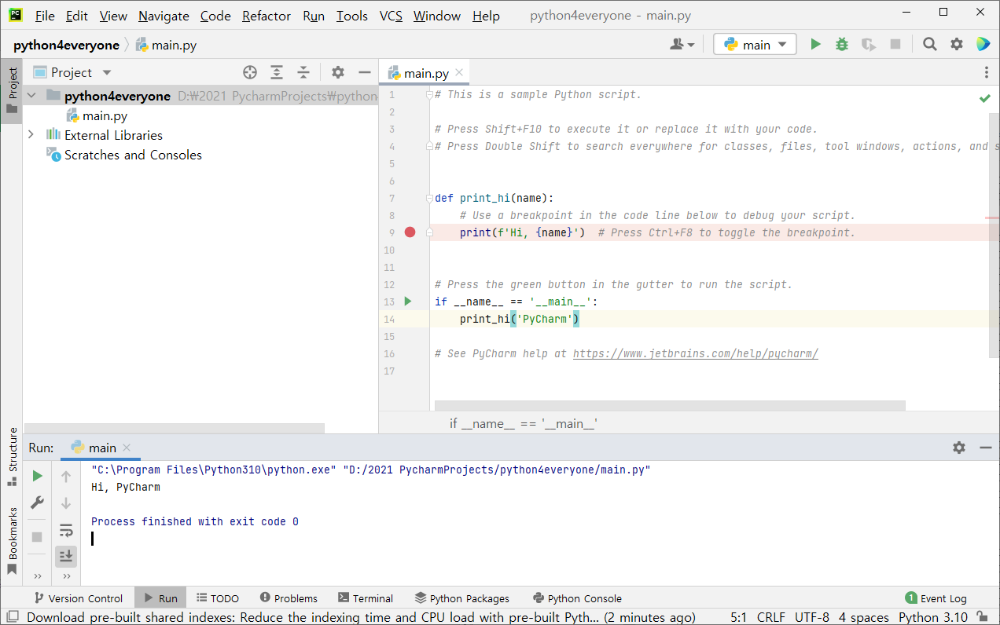 PC File Edit View Navigate Code Refactor Run Tools VCS Window Help python4everyone - main.py
python4everyone main.py main
Project
Project
main.py
python4everyone D:₩2021 PycharmProjects₩python
main.py
External Libraries
Scratches and Consoles
1 # This is a sample Python script.
2
3 # Press Shift+F10 to execute it or replace it with your code.
4 # Press Double Shift to search everywhere for classes, files, tool windows, actions, and s
5
6
7 def print_hi(name):
8 # Use a breakpoint in the code line below to debug your script.
9 print(f'Hi, {name}') # Press Ctrl+F8 to toggle the breakpoint.
10
11
12 # Press the green button in the gutter to run the script.
13 if __name__ == '__main__':
14 print_hi('PyCharm')
15
16 # See PyCharm help at https://www.jetbrains.com/help/pycharm/
17
if __name__ == '__main__'
Structure
Bookmarks
Run: main
"C:\Program Files\Python310\python.exe" "D:/2021 PycharmProjects/python4everyone/main.py"
Hi, PyCharm
Process finished with exit code 0
Version Control Run TODO Problems Terminal Python Packages Python Console 1 Event Log
Download pre-built shared indexes: Reduce the indexing time and CPU load with pre-built Pyth... (2 minutes ago) 5:1 CRLF UTF-8 4 spaces Python 3.10